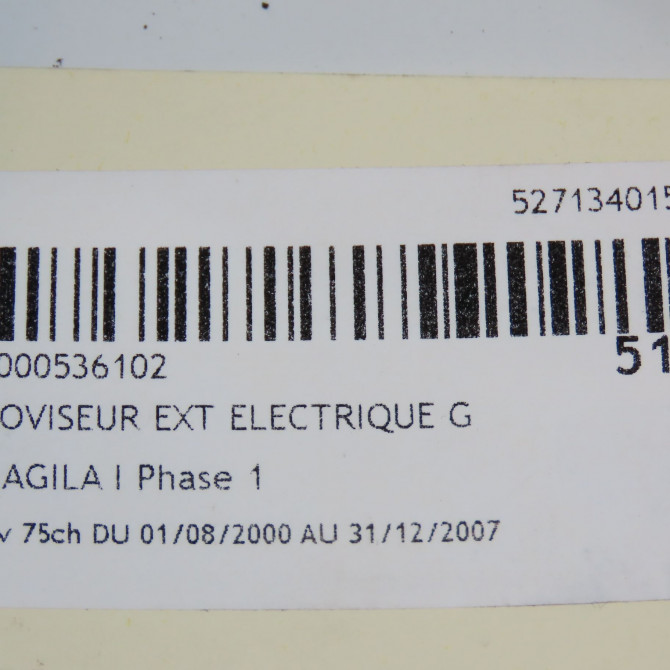 527134015
000536102
51
OVISEUR EXT ELECTRIQUE G
AGILA I Phase 1
v 75ch DU 01/08/2000 AU 31/12/2007